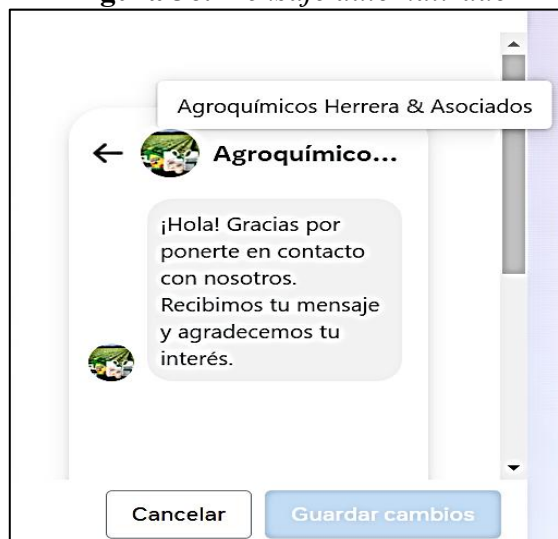 Agroquímicos Herrera & Asociados
Agroquímico...
¡Hola! Gracias por
ponerte en contacto
con nosotros.
Recibimos tu mensaje
y agradecemos tu
interés.
Cancelar
Guardar cambios